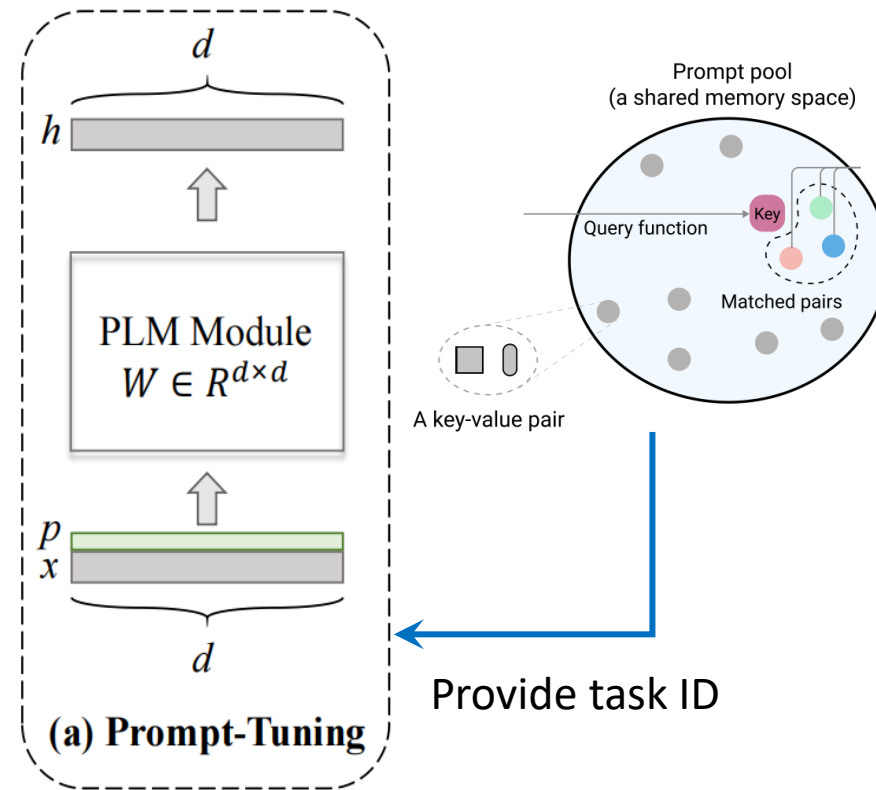 d
h
PLM Module
W ∈ R^{d×d}
p
x
d
(a) Prompt-Tuning
Prompt pool
(a shared memory space)
Key
Query function
Matched pairs
A key-value pair
Provide task ID